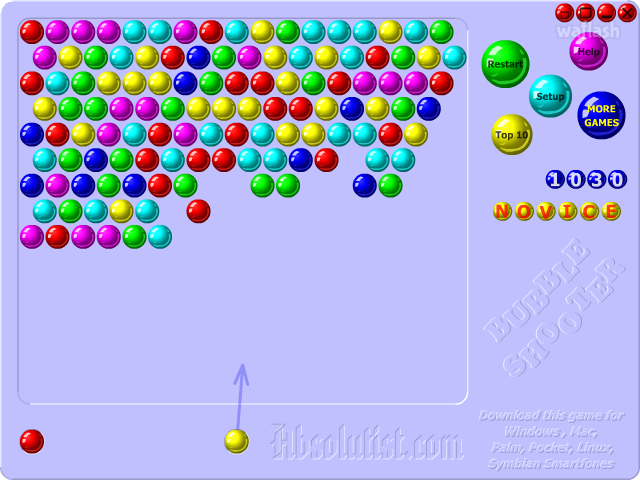 wallash
Help
Restart
Setup
MORE
GAMES
Top 10
1030
NOVICE
BUBBLE
SHOOTER
Absolutist.com
Download this game for
Windows, Mac,
Palm, Pocket, Linux,
Symbian Smartfones